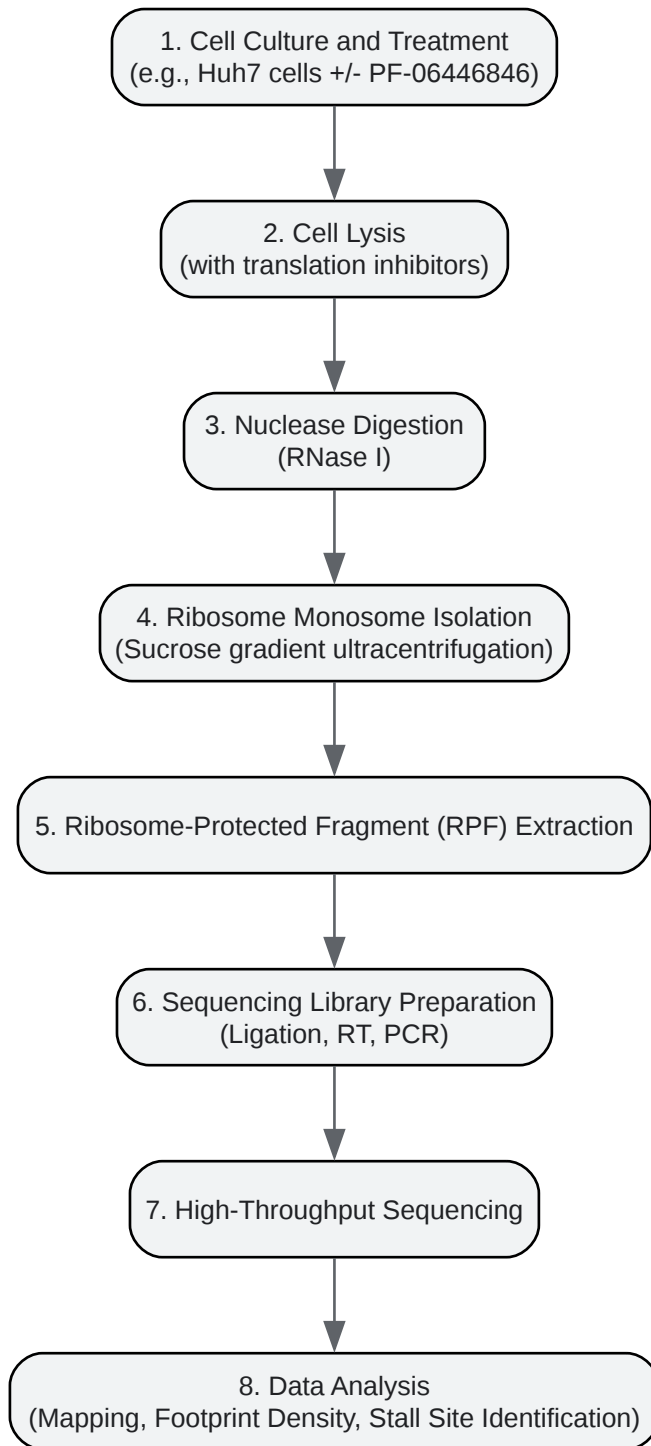 1. Cell Culture and Treatment
(e.g., Huh7 cells +/- PF-06446846)
2. Cell Lysis
(with translation inhibitors)
3. Nuclease Digestion
(RNase I)
4. Ribosome Monosome Isolation
(Sucrose gradient ultracentrifugation)
5. Ribosome-Protected Fragment (RPF) Extraction
6. Sequencing Library Preparation
(Ligation, RT, PCR)
7. High-Throughput Sequencing
8. Data Analysis
(Mapping, Footprint Density, Stall Site Identification)